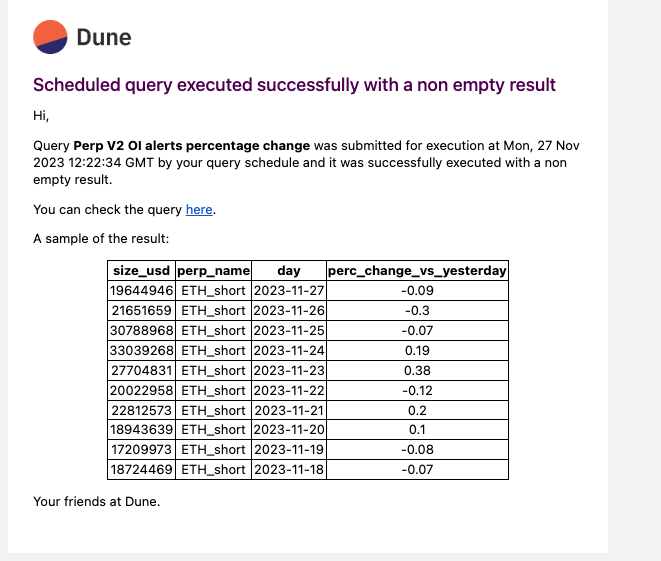 Dune
Scheduled query executed successfully with a non empty result
Hi,
Query Perp V2 OI alerts percentage change was submitted for execution at Mon, 27 Nov
2023 12:22:34 GMT by your query schedule and it was successfully executed with a non
empty result.
You can check the query here.
A sample of the result:
size_usd perp_name day perc_change_vs_yesterday
19644946 ETH_short 2023-11-27 -0.09
21651659 ETH_short 2023-11-26 -0.3
30788968 ETH_short 2023-11-25 -0.07
33039268 ETH_short 2023-11-24 0.19
27704831 ETH_short 2023-11-23 0.38
20022958 ETH_short 2023-11-22 -0.12
22812573 ETH_short 2023-11-21 0.2
18943639 ETH_short 2023-11-20 0.1
17209973 ETH_short 2023-11-19 -0.08
18724469 ETH_short 2023-11-18 -0.07
Your friends at Dune.